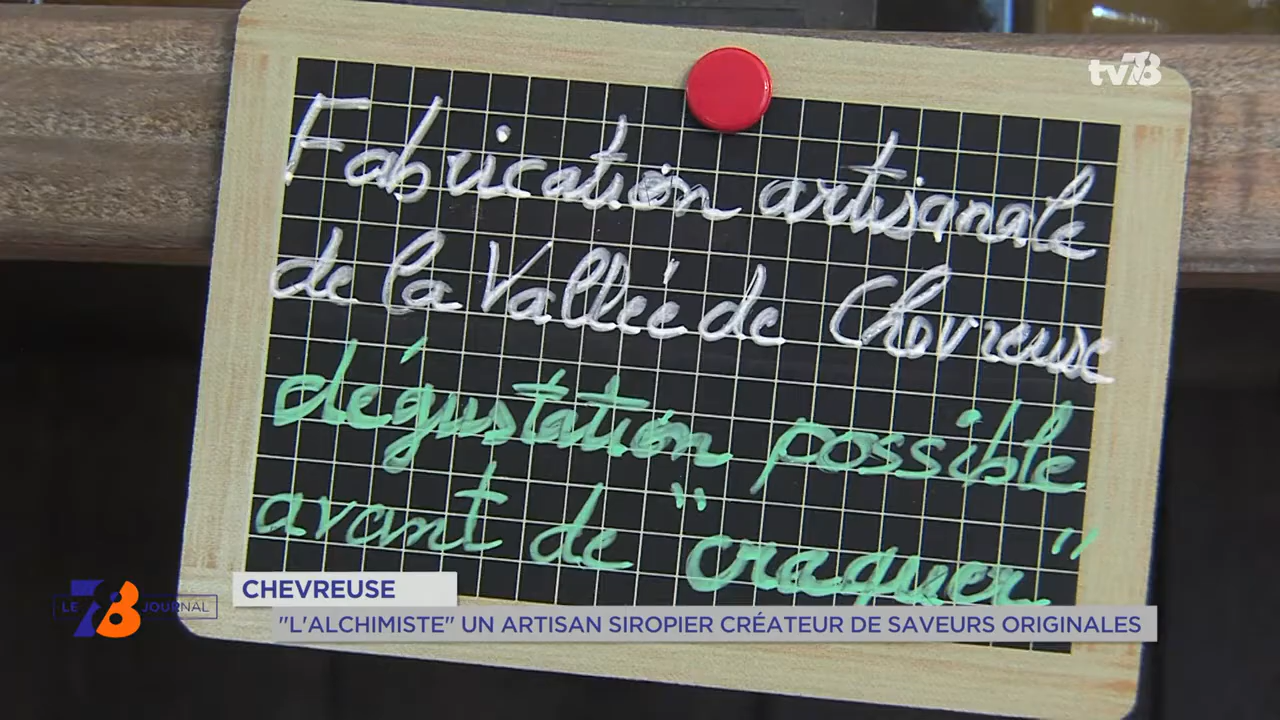 tv78
Fabrication artisanale
de la Vallée de Chevreuse
dégustation possible
avant de "craquer"
CHEVREUSE
LE 78 JOURNAL
"L'ALCHIMISTE" UN ARTISAN SIROPIER CRÉATEUR DE SAVEURS ORIGINALES